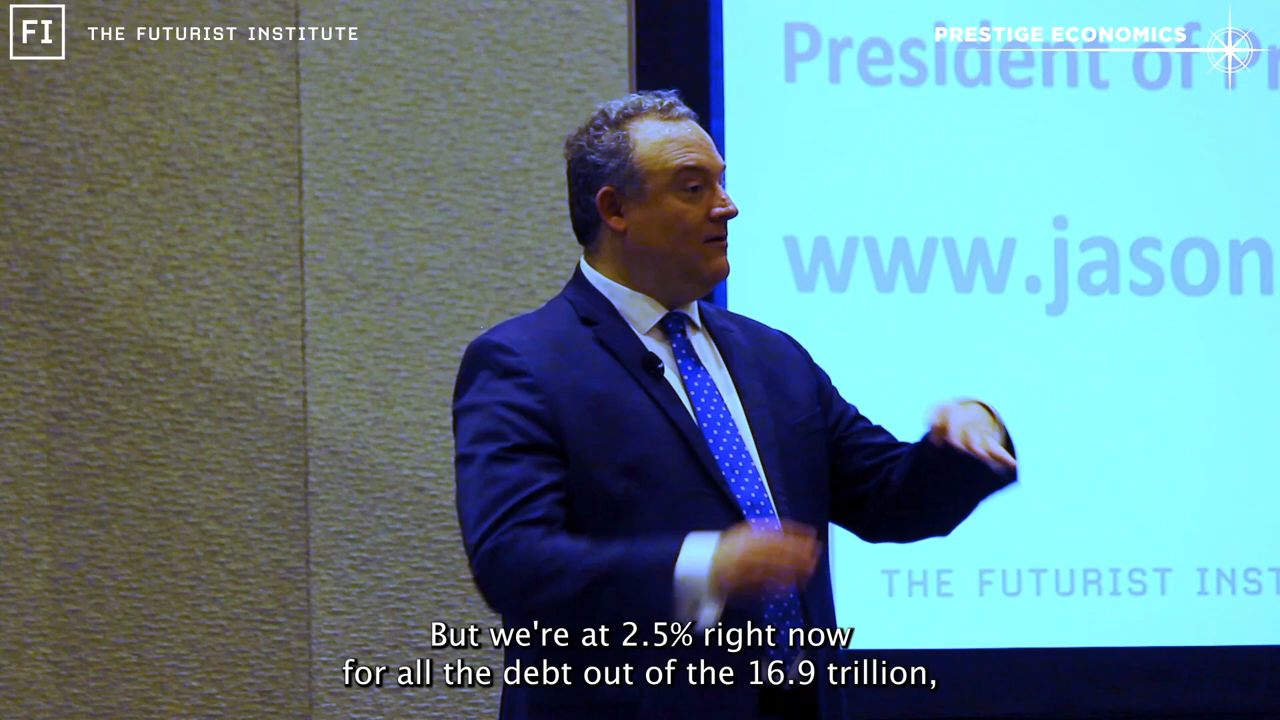 FI THE FUTURIST INSTITUTE
PRESTIGE ECONOMICS
President of Pr
www.jason
THE FUTURIST INST
But we're at 2.5% right now
for all the debt out of the 16.9 trillion,